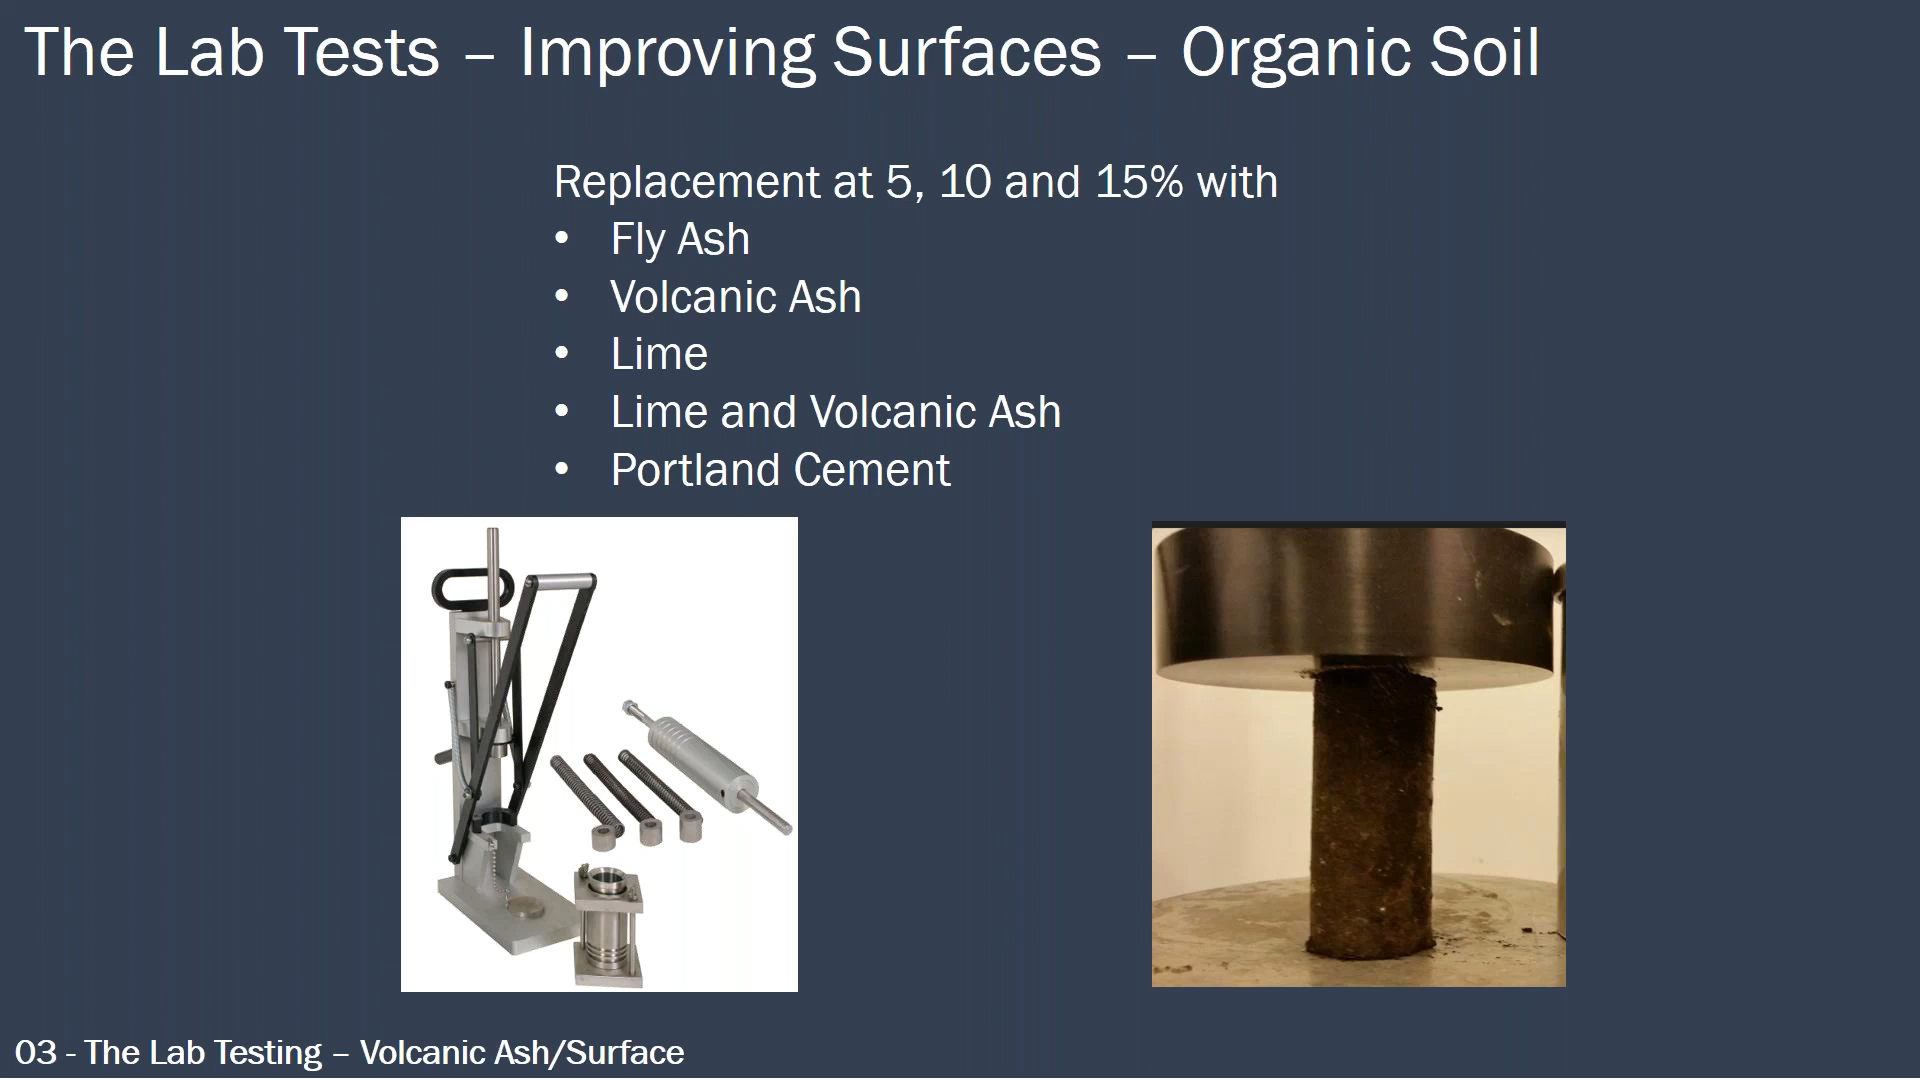 The Lab Tests – Improving Surfaces – Organic Soil
Replacement at 5, 10 and 15% with
• Fly Ash
• Volcanic Ash
• Lime
• Lime and Volcanic Ash
• Portland Cement
03 - The Lab Testing – Volcanic Ash/Surface